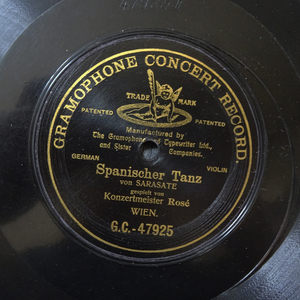 GRAMOPHONE CONCERT RECORD.
TRADE MARK
PATENTED PATENTED
Manufactured by
The Gramophone and Typewriter Ltd.,
and Sister Companies.
GERMAN VIOLIN
Spanischer Tanz
von SARASATE
gespielt von
Konzertmeister Rosé
WIEN.
G.C.-47925